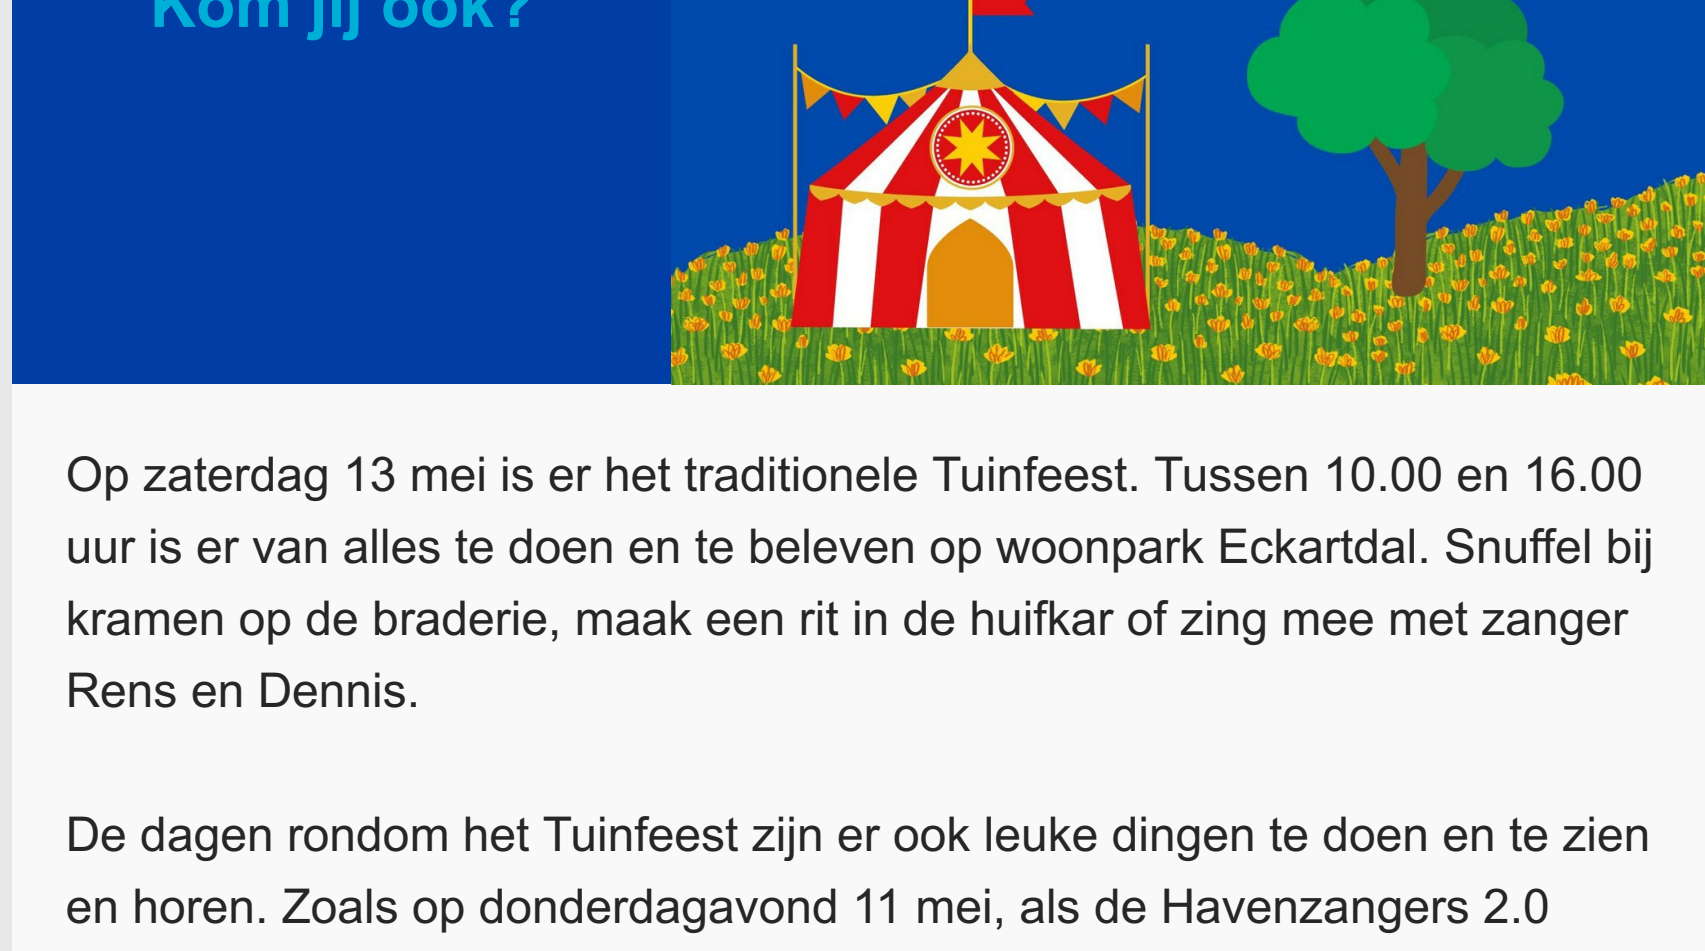 Kom jij ook?
Op zaterdag 13 mei is er het traditionele Tuinfeest. Tussen 10.00 en 16.00
uur is er van alles te doen en te beleven op woonpark Eckartdal. Snuffel bij
kramen op de braderie, maak een rit in de huifkar of zing mee met zanger
Rens en Dennis.
De dagen rondom het Tuinfeest zijn er ook leuke dingen te doen en te zien
en horen. Zoals op donderdagavond 11 mei, als de Havenzangers 2.0